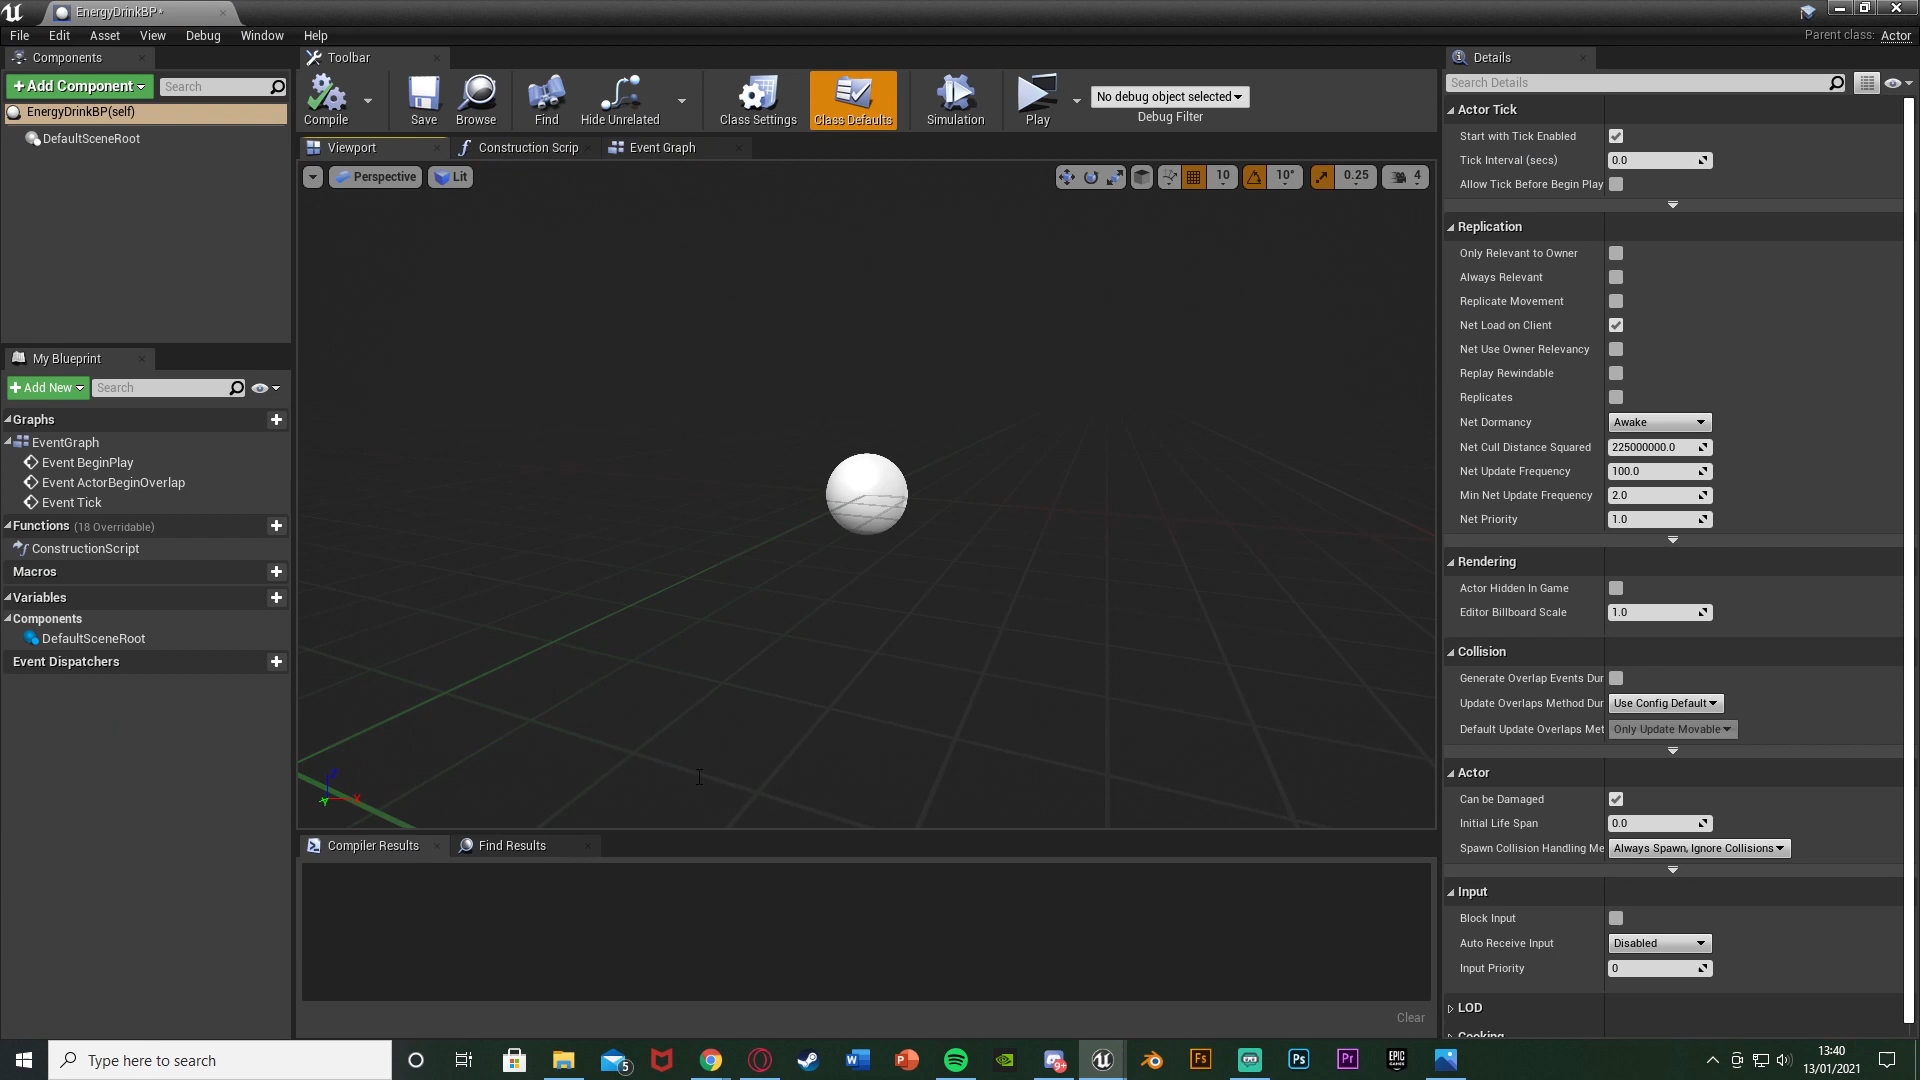 EnergyDrinkBP*
File Edit Asset View Debug Window Help
Parent class: Actor
Components
+Add Component Search
EnergyDrinkBP(self)
DefaultSceneRoot
My Blueprint
+Add New Search
Graphs
EventGraph
Event BeginPlay
Event ActorBeginOverlap
Event Tick
Functions (18 Overridable)
ConstructionScript
Macros
Variables
Components
DefaultSceneRoot
Event Dispatchers
Toolbar
Compile Save Browse Find Hide Unrelated Class Settings Class Defaults Simulation Play
No debug object selected
Debug Filter
Viewport Construction Scrip Event Graph
Perspective Lit 10 10° 0.25 4
Z
Y X
Compiler Results Find Results
Clear
Details
Search Details
Actor Tick
Start with Tick Enabled
Tick Interval (secs) 0.0
Allow Tick Before Begin Play
Replication
Only Relevant to Owner
Always Relevant
Replicate Movement
Net Load on Client
Net Use Owner Relevancy
Replay Rewindable
Replicates
Net Dormancy Awake
Net Cull Distance Squared 225000000.0
Net Update Frequency 100.0
Min Net Update Frequency 2.0
Net Priority 1.0
Rendering
Actor Hidden In Game
Editor Billboard Scale 1.0
Collision
Generate Overlap Events Dur
Update Overlaps Method Dur Use Config Default
Default Update Overlaps Met Only Update Movable
Actor
Can be Damaged
Initial Life Span 0.0
Spawn Collision Handling Me Always Spawn, Ignore Collisions
Input
Block Input
Auto Receive Input Disabled
Input Priority 0
LOD
Cooking
Type here to search
5 W P 9+ Fs Ps Pr EPIC GAMES
13:40
13/01/2021